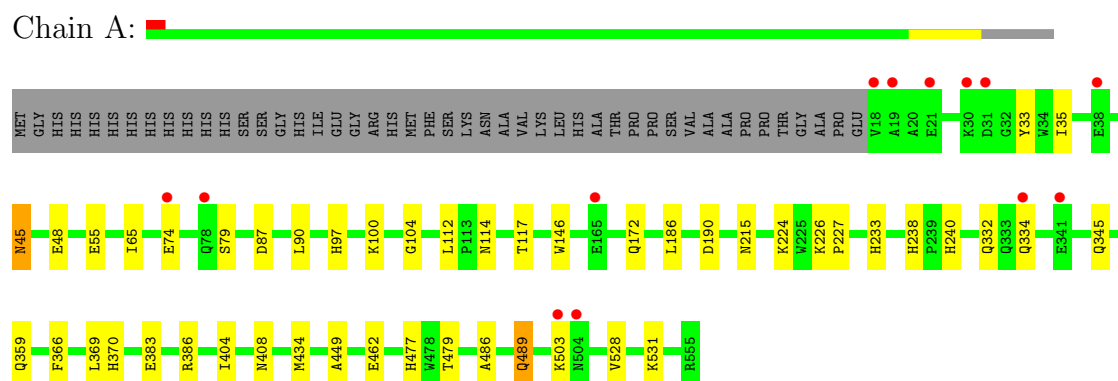 Chain A:
MET GLY HIS HIS HIS HIS HIS HIS HIS HIS HIS HIS SER SER GLY HIS ILE GLU GLY ARG HIS MET PHE SER LYS ASN ALA VAL LYS LEU HIS ALA THR PRO PRO SER VAL ALA ALA PRO PRO THR GLY ALA PRO GLU V18 A19 A20 E21 K30 D31 G32 Y33 W34 I35 E38
N45 E48 E55 I65 E74 Q78 S79 D87 L90 H97 K100 G104 L112 P113 N114 T117 W146 E165 Q172 L186 D190 N215 K224 W225 K226 P227 H233 H238 P239 H240 Q332 Q333 Q334 E341 Q345
Q359 F366 L369 H370 E383 R386 I404 N408 M434 A449 E462 H477 W478 T479 A486 Q489 K503 N504 V528 K531 R555